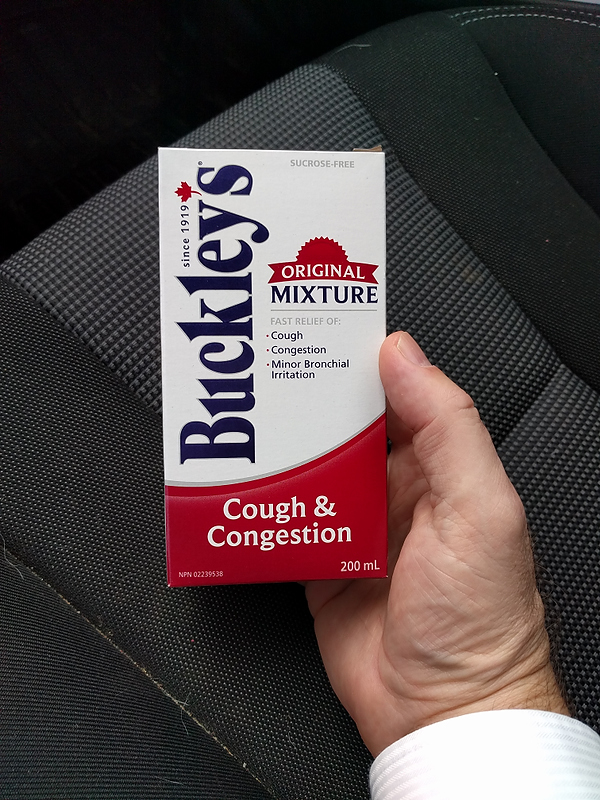 SUCROSE-FREE
Buckley's®
since 1919
ORIGINAL
MIXTURE
FAST RELIEF OF:
• Cough
• Congestion
• Minor Bronchial
Irritation
Cough &
Congestion
NPN 02239538
200 mL